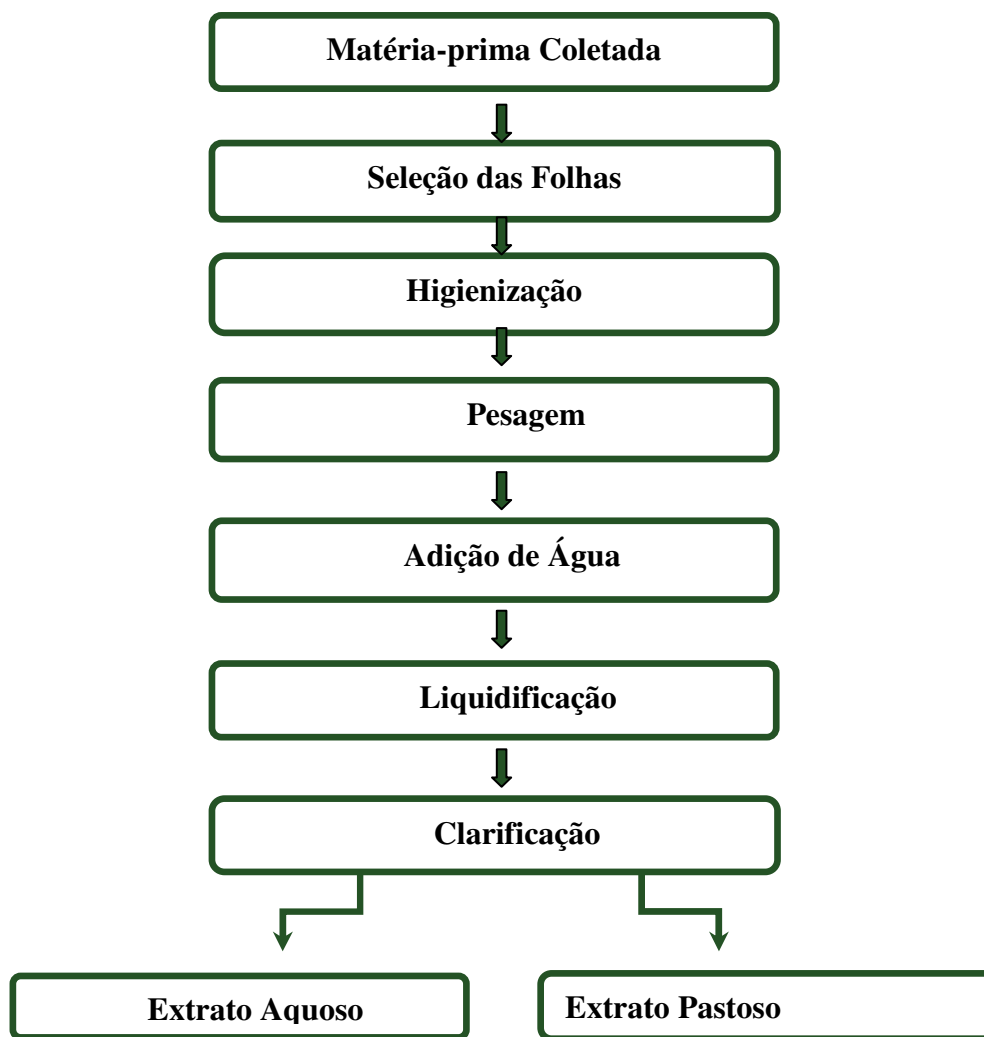 Matéria-prima Coletada
Seleção das Folhas
Higienização
Pesagem
Adição de Água
Liquidificação
Clarificação
Extrato Aquoso
Extrato Pastoso